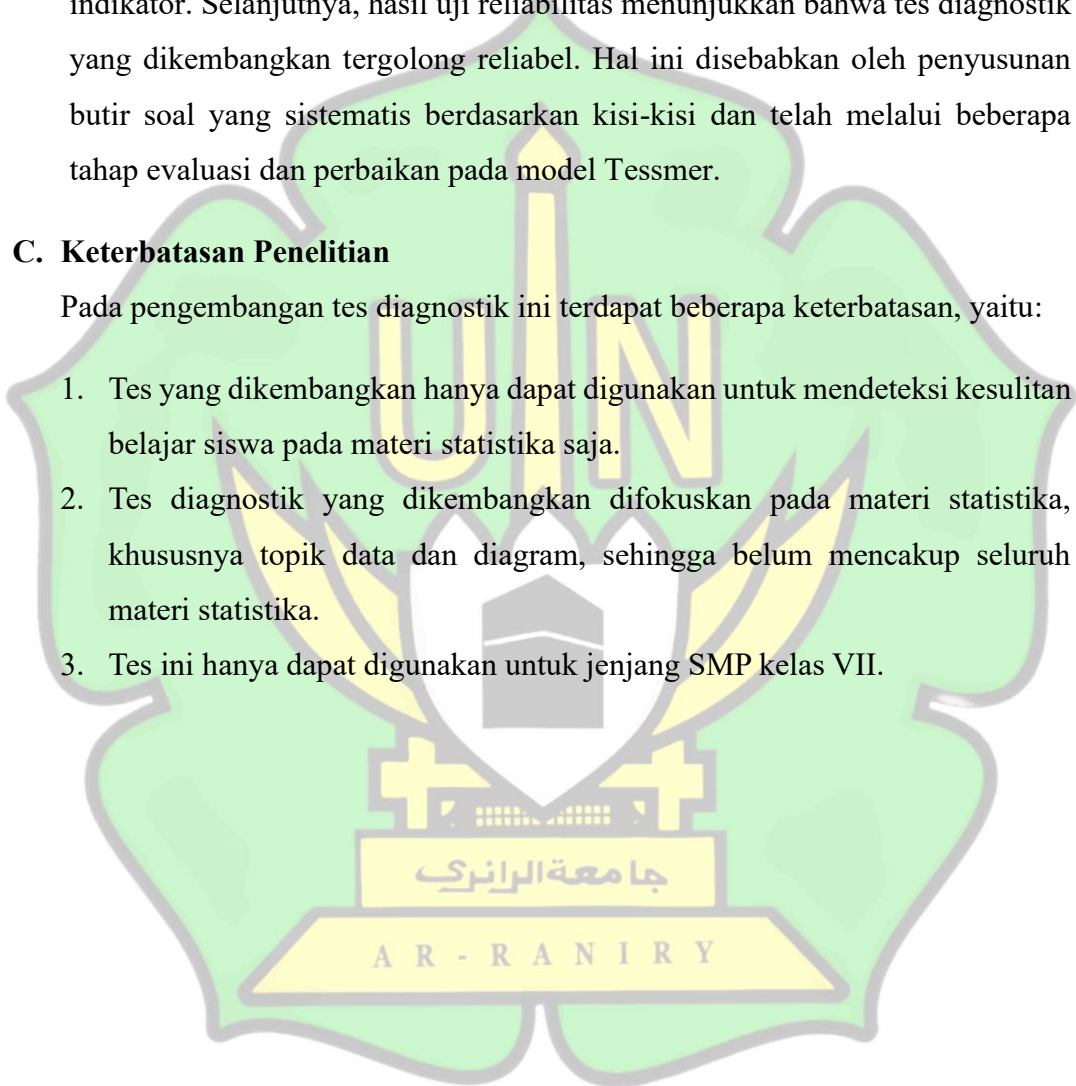 indikator. Selanjutnya, hasil uji reliabilitas menunjukkan bahwa tes diagnostik
yang dikembangkan tergolong reliabel. Hal ini disebabkan oleh penyusunan
butir soal yang sistematis berdasarkan kisi-kisi dan telah melalui beberapa
tahap evaluasi dan perbaikan pada model Tessmer.
C. Keterbatasan Penelitian
Pada pengembangan tes diagnostik ini terdapat beberapa keterbatasan, yaitu:
1. Tes yang dikembangkan hanya dapat digunakan untuk mendeteksi kesulitan
belajar siswa pada materi statistika saja.
2. Tes diagnostik yang dikembangkan difokuskan pada materi statistika,
khususnya topik data dan diagram, sehingga belum mencakup seluruh
materi statistika.
3. Tes ini hanya dapat digunakan untuk jenjang SMP kelas VII.
UIN
جامعةالرانري
AR-RANIRY